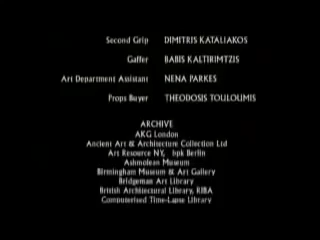 Second Grip DIMITRIS KATALIAKOS
Gaffer BABIS KALTIRIMTZIS
Art Department Assistant NENA PARKES
Props Buyer THEODOSIS TOULOUMIS
ARCHIVE
AKG London
Ancient Art & Architecture Collection Ltd
Art Resource NY, bpk Berlin
Ashmolean Museum
Birmingham Museum & Art Gallery
Bridgeman Art Library
British Architectural Library, RIBA
Computerised Time-Lapse Library